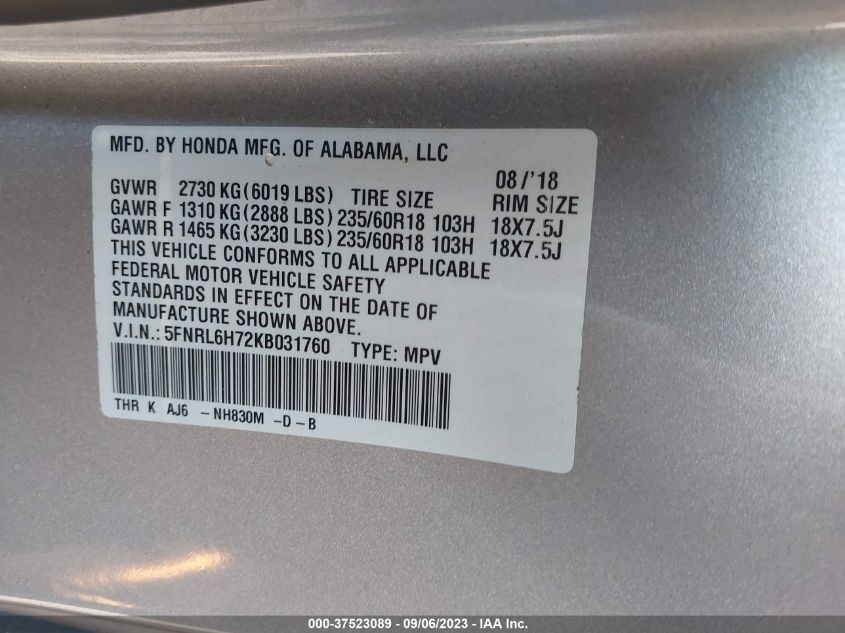 MFD. BY HONDA MFG. OF ALABAMA, LLC
08/'18
GVWR 2730 KG (6019 LBS) TIRE SIZE RIM SIZE
GAWR F 1310 KG (2888 LBS) 235/60R18 103H 18X7.5J
GAWR R 1465 KG (3230 LBS) 235/60R18 103H 18X7.5J
THIS VEHICLE CONFORMS TO ALL APPLICABLE
FEDERAL MOTOR VEHICLE SAFETY
STANDARDS IN EFFECT ON THE DATE OF
MANUFACTURE SHOWN ABOVE.
V.I.N.: 5FNRL6H72KB031760 TYPE: MPV
THR K AJ6 -NH830M -D-B
000-37523089 - 09/06/2023 - IAA Inc.